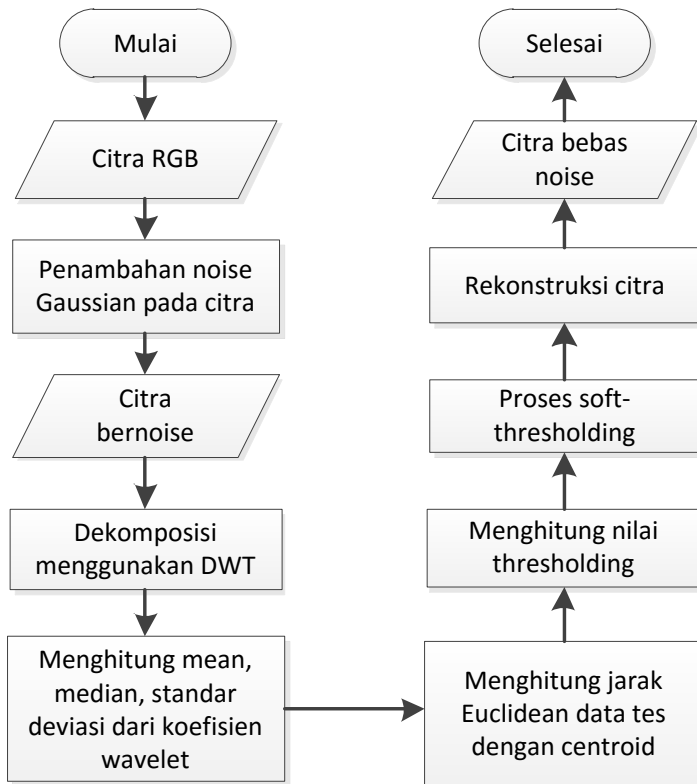 Mulai
Citra RGB
Penambahan noise
Gaussian pada citra
Citra
bernoise
Dekomposisi
menggunakan DWT
Menghitung mean,
median, standar
deviasi dari koefisien
wavelet
Menghitung jarak
Euclidean data tes
dengan centroid
Menghitung nilai
thresholding
Proses soft-
thresholding
Rekonstruksi citra
Citra bebas
noise
Selesai